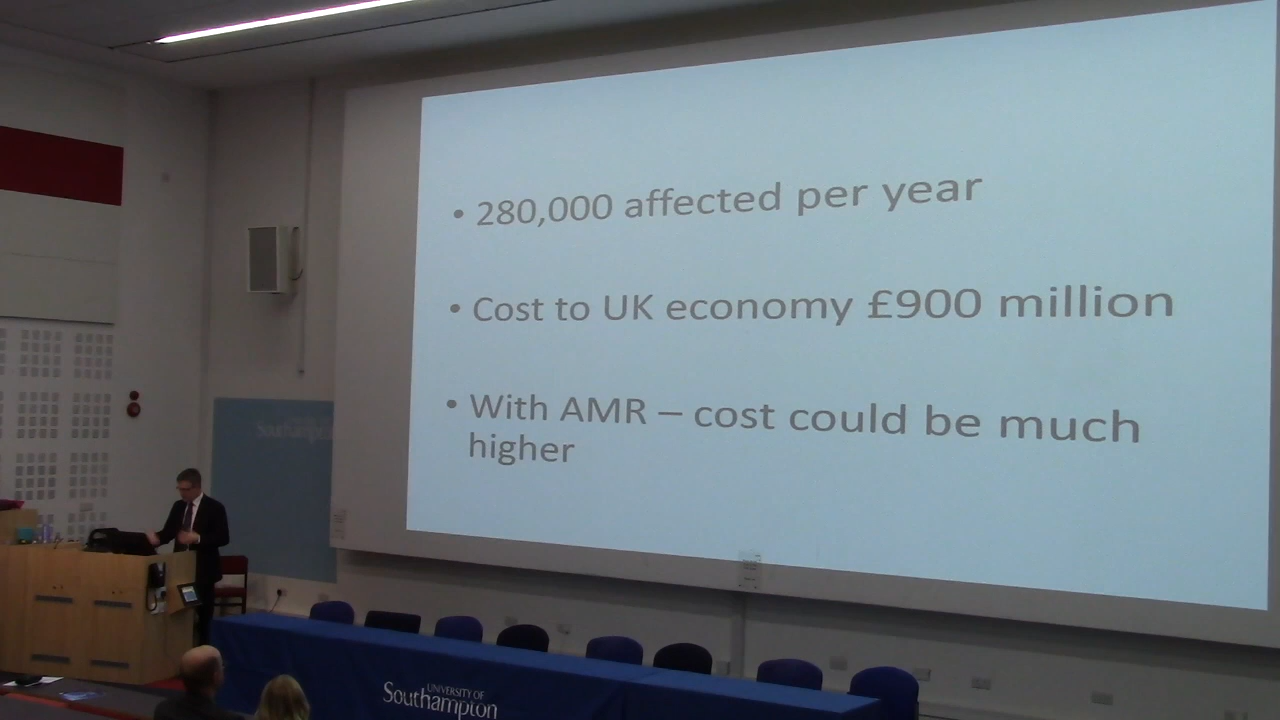 • 280,000 affected per year
• Cost to UK economy £900 million
• With AMR – cost could be much
higher
Southampton
UNIVERSITY OF
Southampton